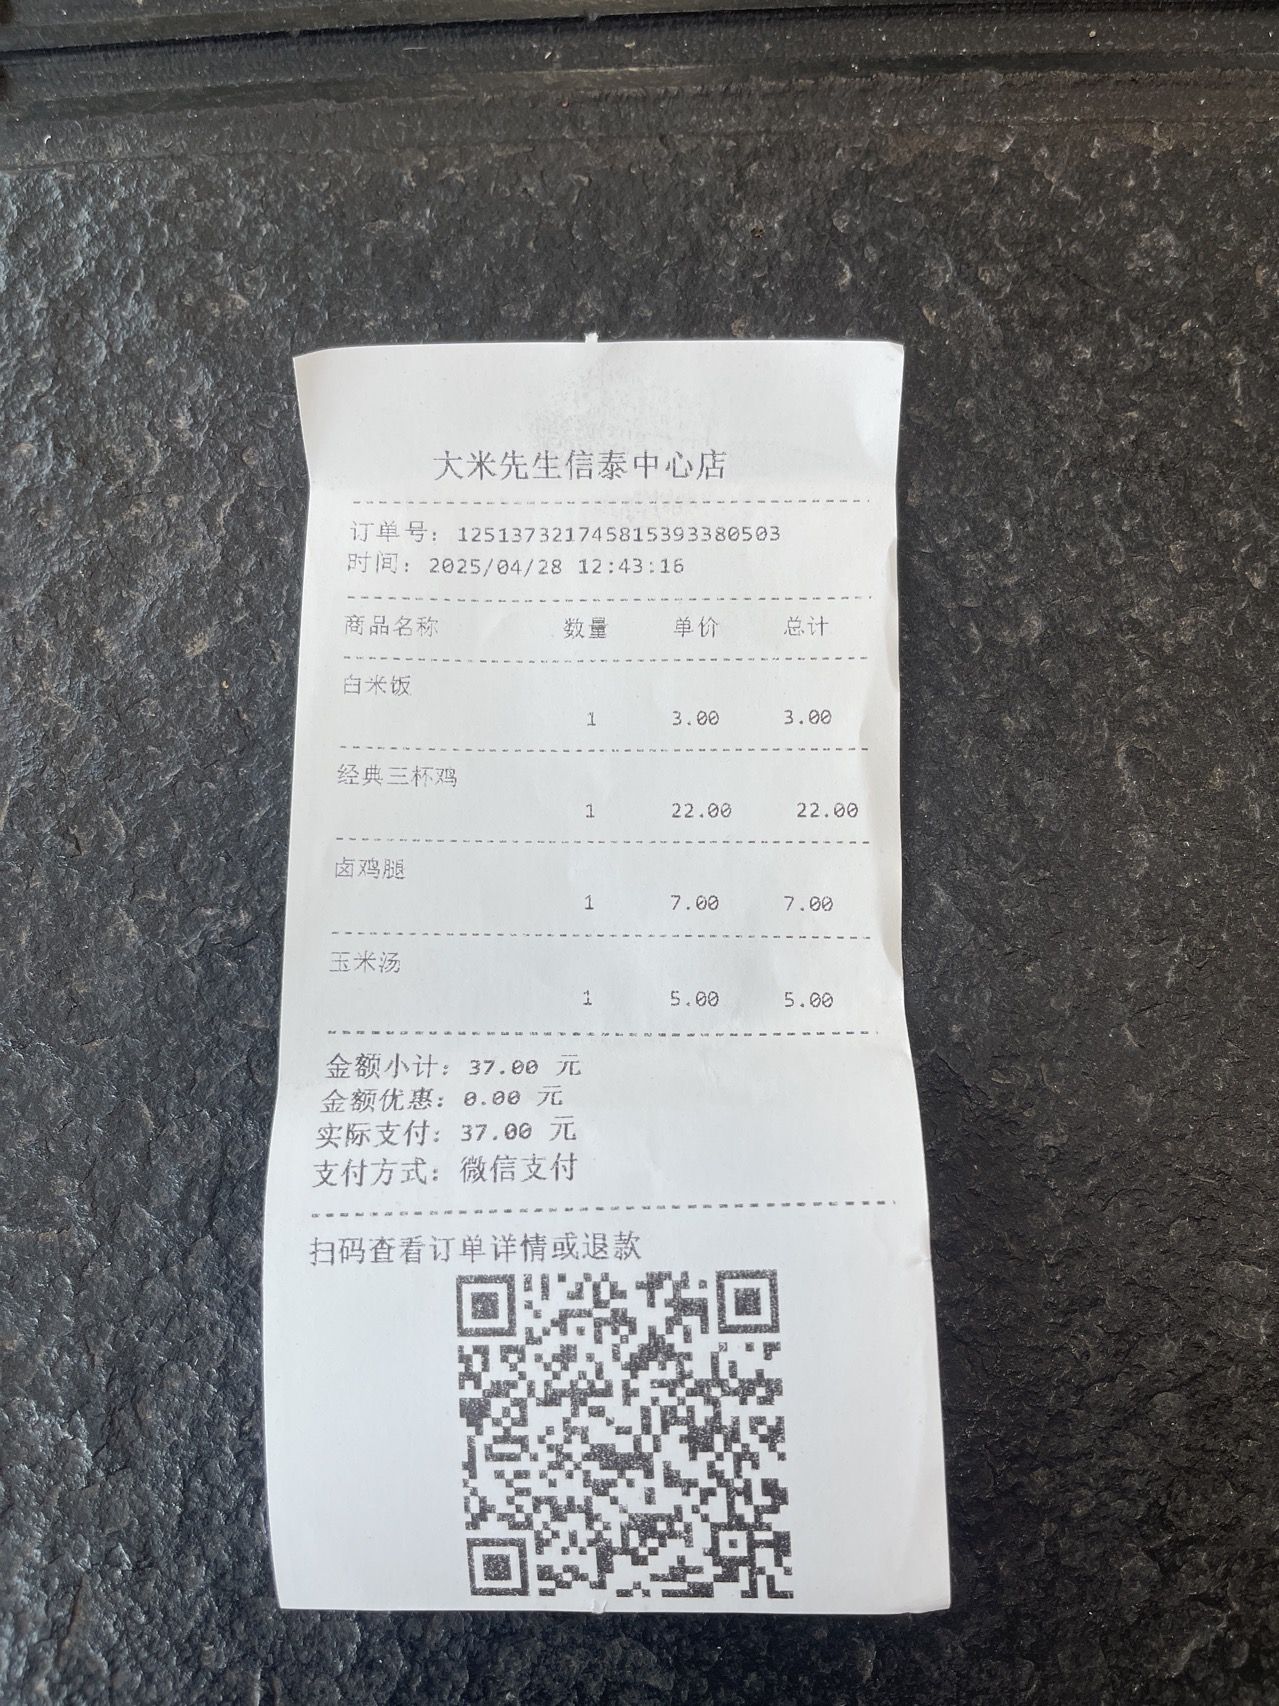 大米先生信泰中心店
订单号：1251373217458153933​80503
时间：2025/04/28 12:43:16
商品名称 数量 单价 总计
白米饭
1 3.00 3.00
经典三杯鸡
1 22.00 22.00
卤鸡腿
1 7.00 7.00
玉米汤
1 5.00 5.00
金额小计：37.00 元
金额优惠：0.00 元
实际支付：37.00 元
支付方式：微信支付
扫码查看订单详情或退款